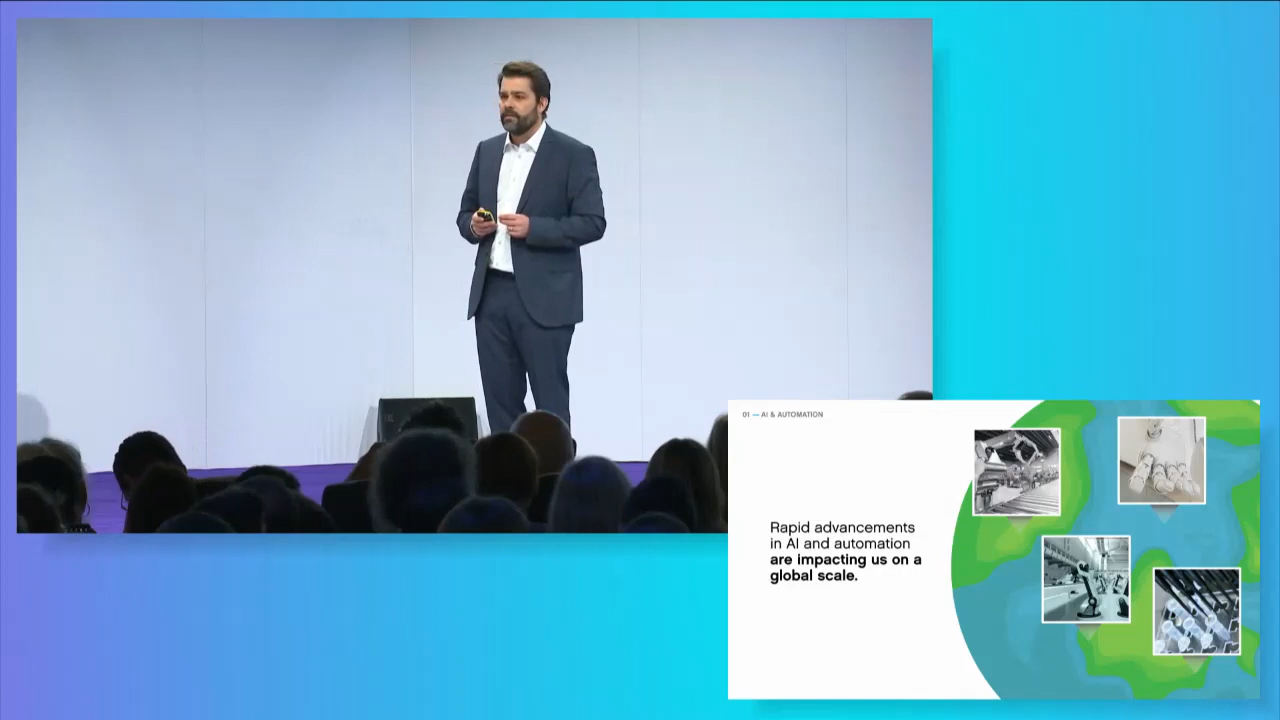 01 — AI & AUTOMATION
Rapid advancements
in AI and automation
are impacting us on a
global scale.